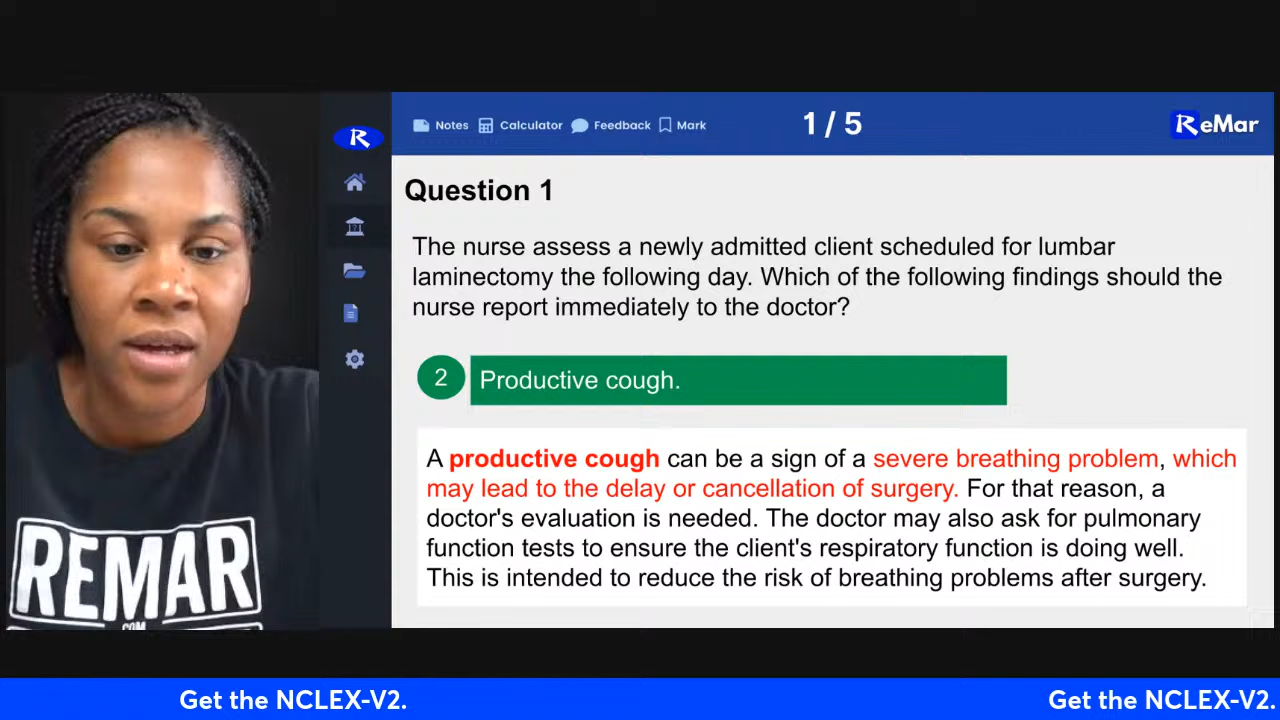 Notes
Calculator
Feedback
Mark
1 / 5
ReMar
R
Question 1
The nurse assess a newly admitted client scheduled for lumbar
laminectomy the following day. Which of the following findings should the
nurse report immediately to the doctor?
2
Productive cough.
A productive cough can be a sign of a severe breathing problem, which
may lead to the delay or cancellation of surgery. For that reason, a
doctor's evaluation is needed. The doctor may also ask for pulmonary
function tests to ensure the client's respiratory function is doing well.
This is intended to reduce the risk of breathing problems after surgery.
REMAR
.COM
Get the NCLEX-V2.
Get the NCLEX-V2.